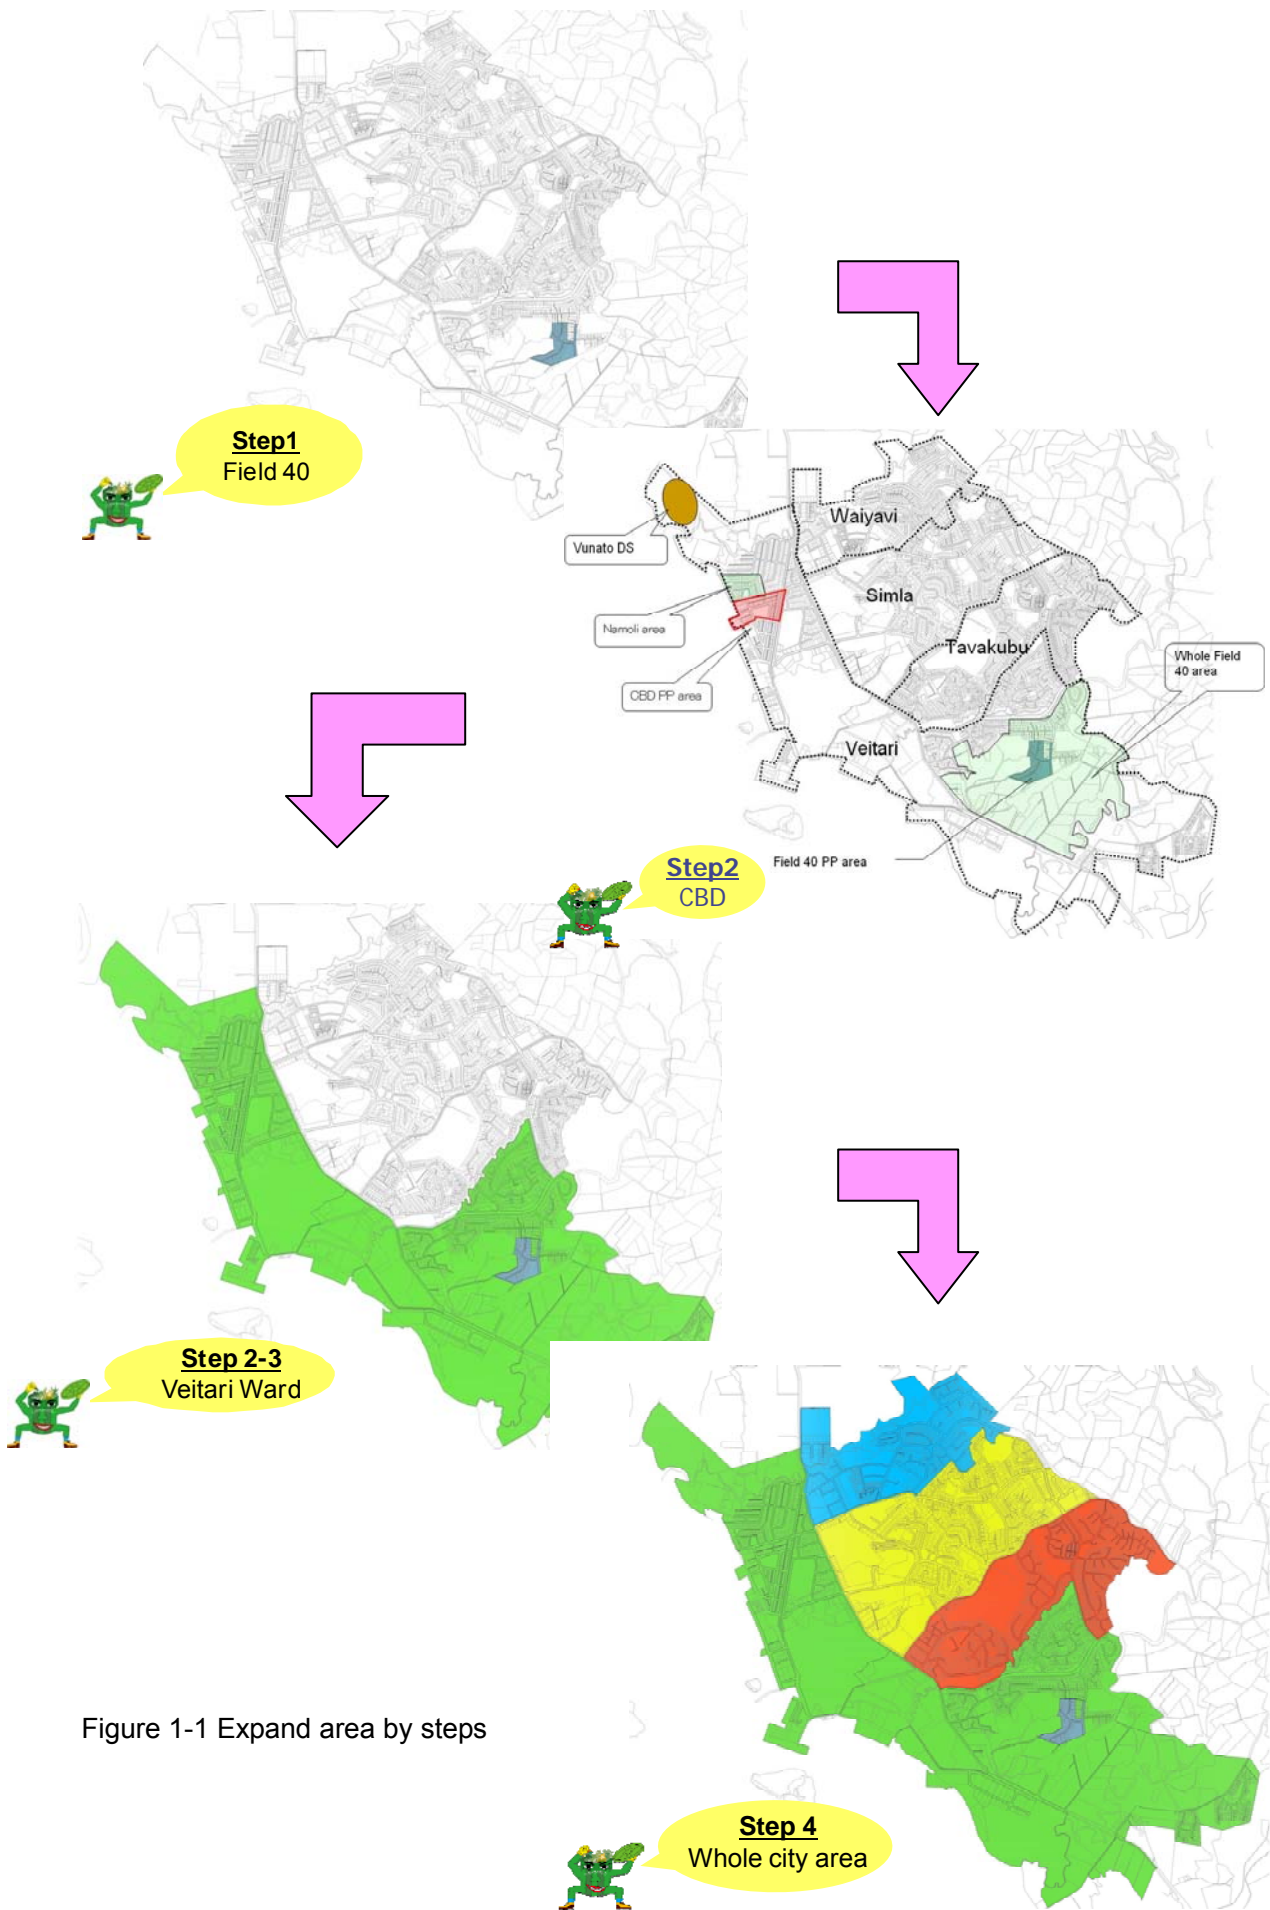 Step1
Field 40
Waiyavi
Vunato DS
Simla
Namoli area
Tavakubu
Whole Field
40 area
CBD PP area
Veitari
Field 40 PP area
Step2
CBD
Step 2-3
Veitari Ward
Figure 1-1 Expand area by steps
Step 4
Whole city area